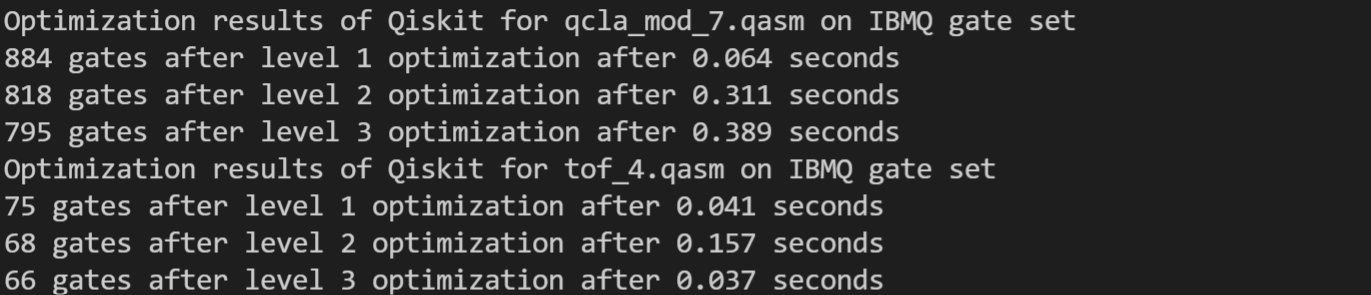 Optimization results of Qiskit for qcla_mod_7.qasm on IBMQ gate set
884 gates after level 1 optimization after 0.064 seconds
818 gates after level 2 optimization after 0.311 seconds
795 gates after level 3 optimization after 0.389 seconds
Optimization results of Qiskit for tof_4.qasm on IBMQ gate set
75 gates after level 1 optimization after 0.041 seconds
68 gates after level 2 optimization after 0.157 seconds
66 gates after level 3 optimization after 0.037 seconds